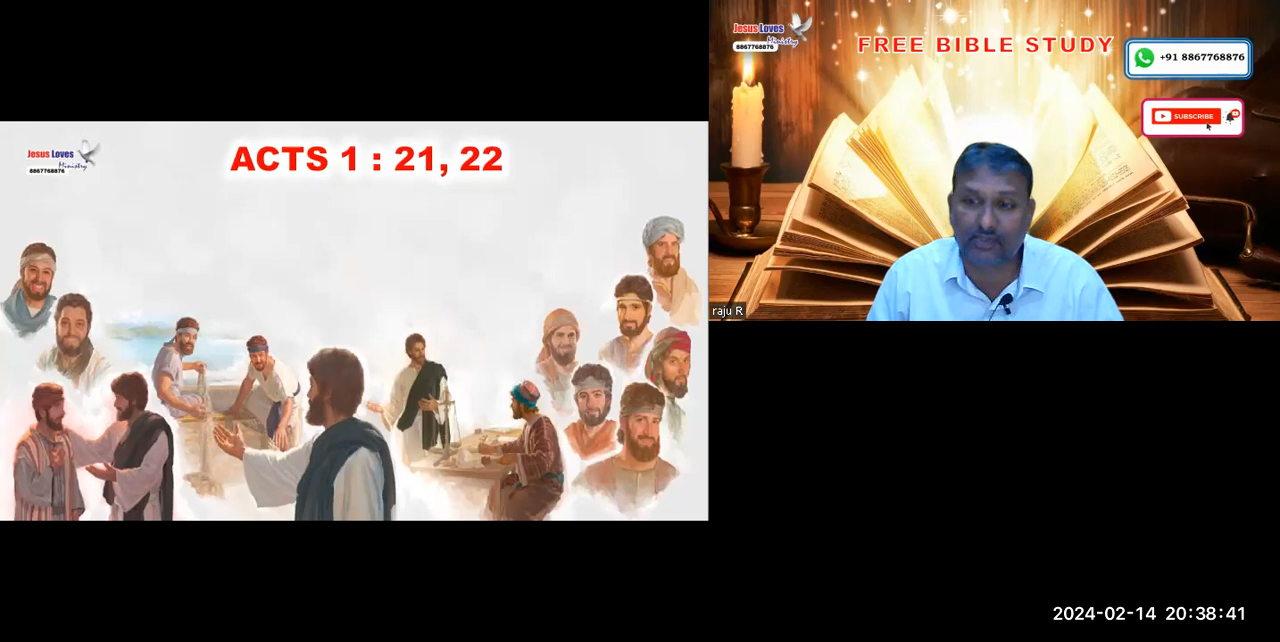 Jesus Loves
Ministry
8867768876
ACTS 1 : 21, 22
Jesus Loves
Ministry
8867768876
FREE BIBLE STUDY
+91 8867768876
SUBSCRIBE
raju R
2024-02-14 20:38:41